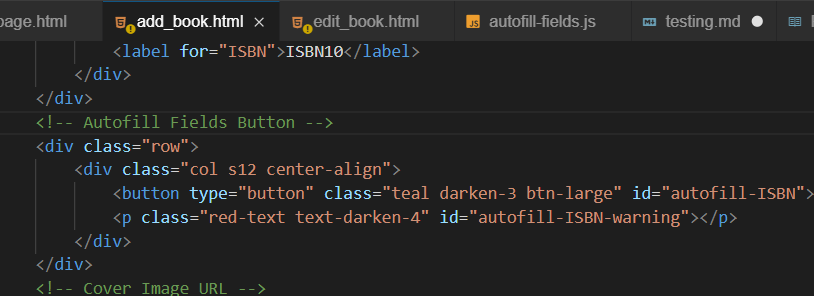 page.html add_book.html edit_book.html JS autofill-fields.js testing.md
<label for="ISBN">ISBN10</label>
</div>
</div>
<!-- Autofill Fields Button -->
<div class="row">
<div class="col s12 center-align">
<button type="button" class="teal darken-3 btn-large" id="autofill-ISBN">
<p class="red-text text-darken-4" id="autofill-ISBN-warning"></p>
</div>
</div>
<!-- Cover Image URL -->